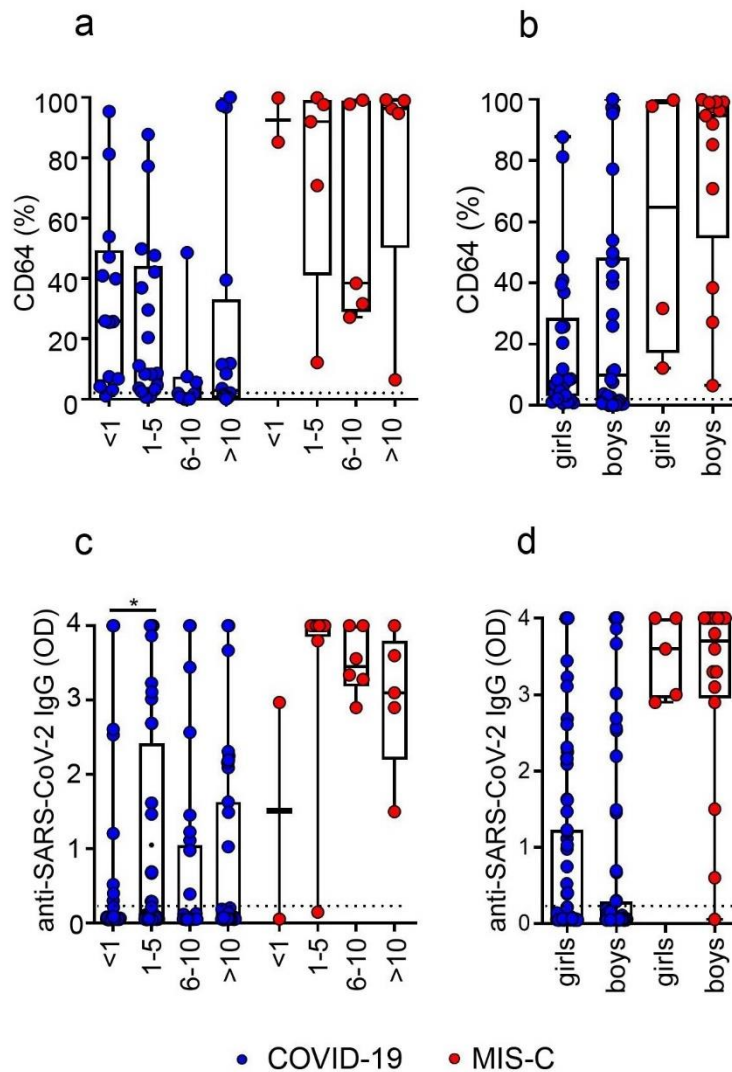 a
b
CD64 (%)
100
80
60
40
20
0
<1
1-5
6-10
>10
<1
1-5
6-10
>10
CD64 (%)
100
80
60
40
20
0
girls
boys
girls
boys
c
d
anti-SARS-CoV-2 IgG (OD)
4
3
2
1
0
*
<1
1-5
6-10
>10
<1
1-5
6-10
>10
anti-SARS-CoV-2 IgG (OD)
4
3
2
1
0
girls
boys
girls
boys
COVID-19
MIS-C